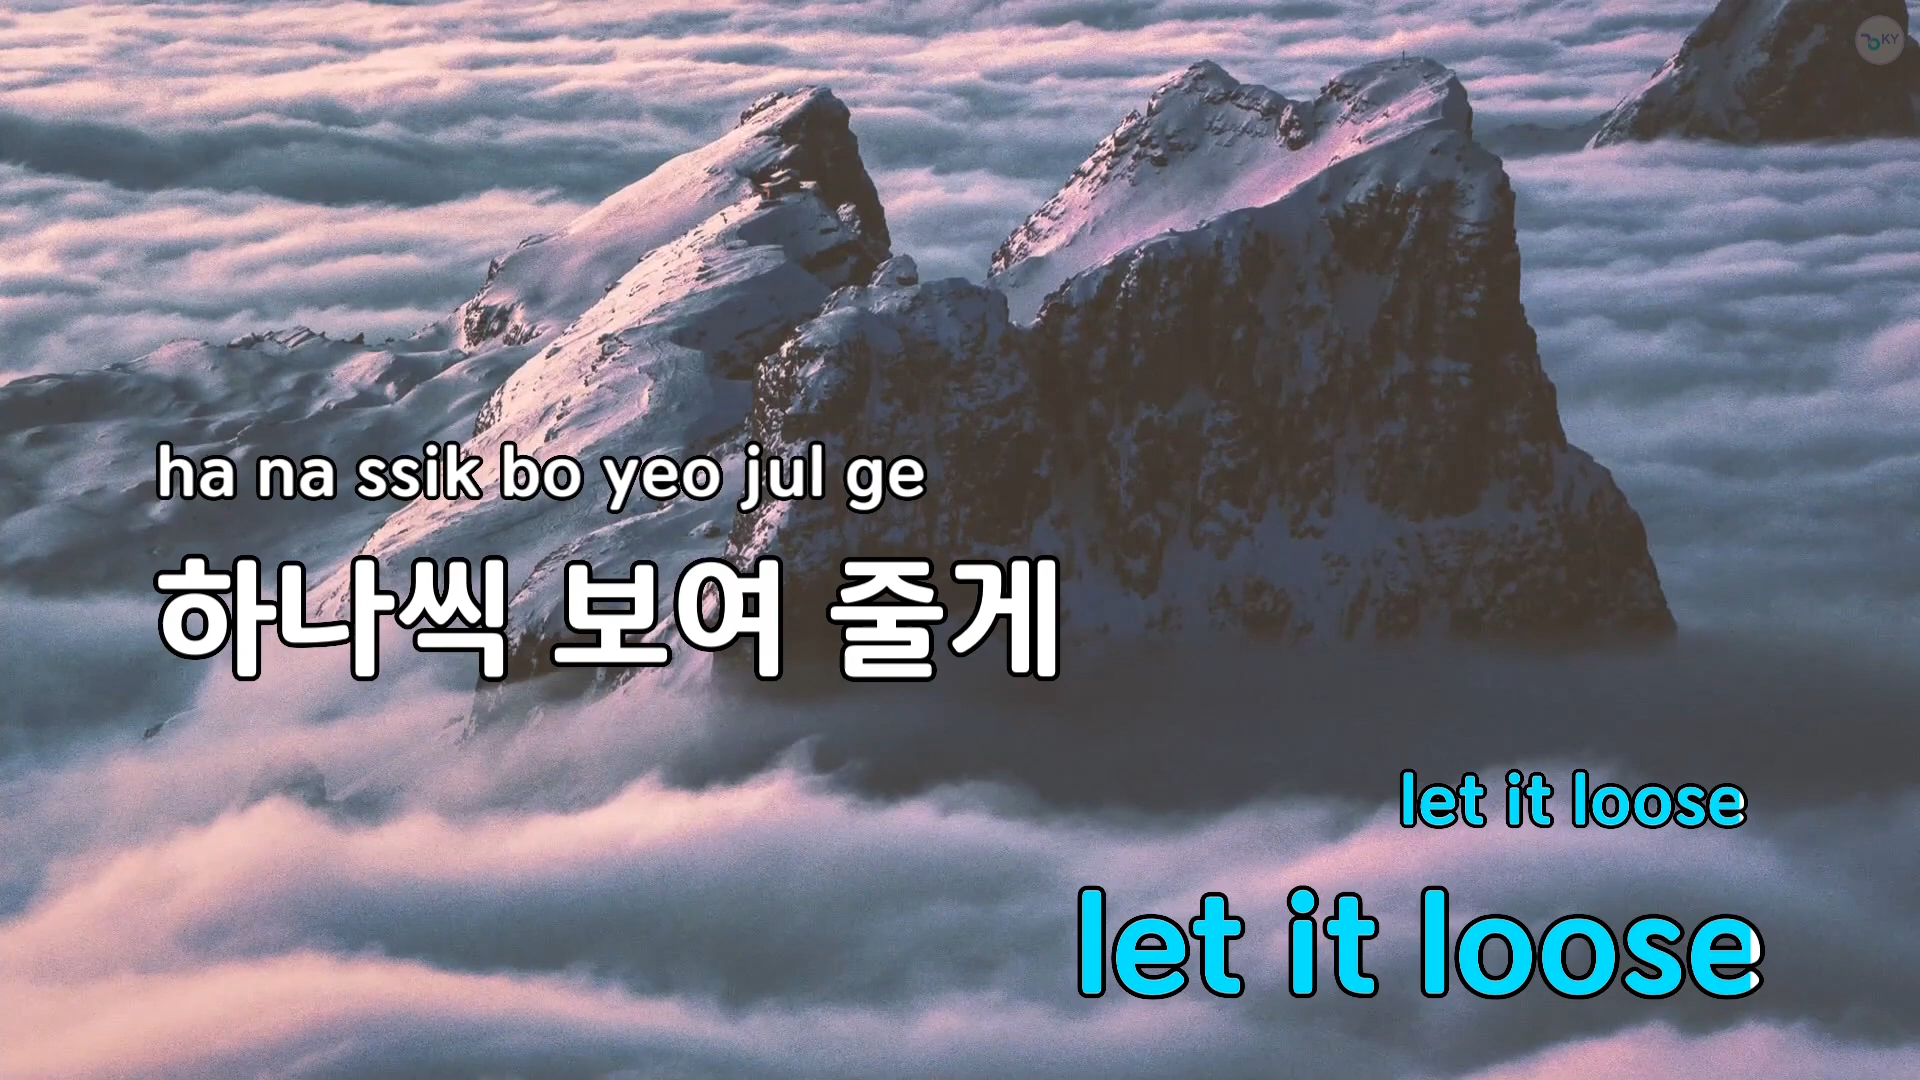 KY
ha na ssik bo yeo jul ge
하나씩 보여 줄게
let it loose
let it loose